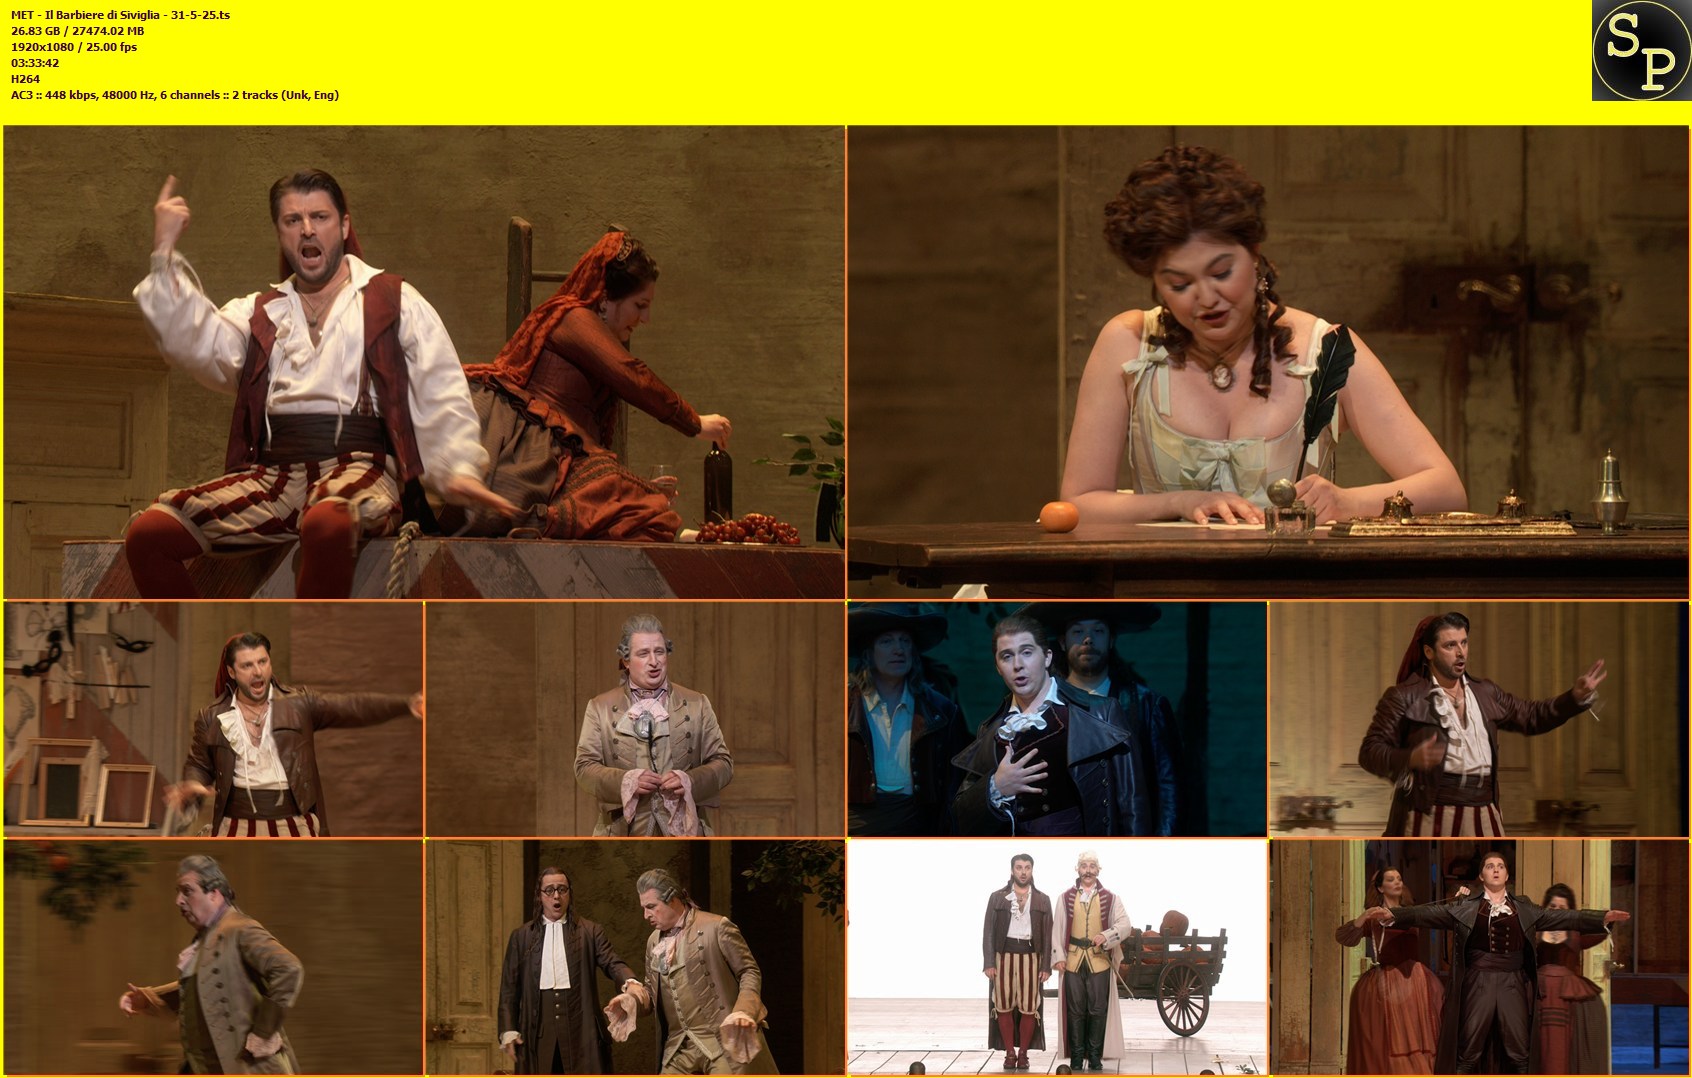 MET - Il Barbiere di Siviglia - 31-5-25.ts
26.83 GB / 27474.02 MB
1920x1080 / 25.00 fps
03:33:42
H264
AC3 :: 448 kbps, 48000 Hz, 6 channels :: 2 tracks (Unk, Eng)
SP